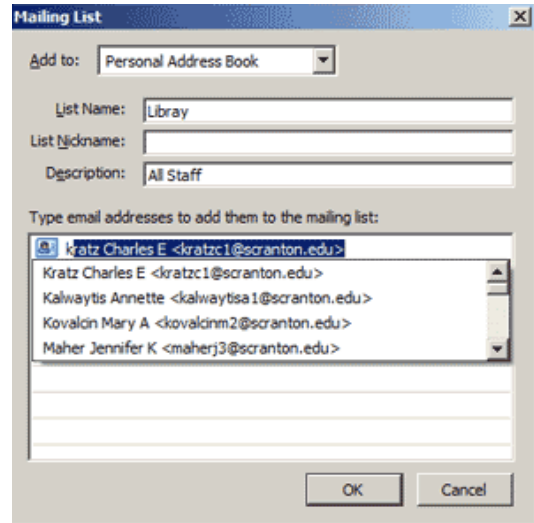 Mailing List
Add to: Personal Address Book
List Name: Libray
List Nickname:
Description: All Staff
Type email addresses to add them to the mailing list:
kratz Charles E <kratzc1@scranton.edu>
Kratz Charles E <kratzc1@scranton.edu>
Kalwaytis Annette <kalwaytisa1@scranton.edu>
Kovalcin Mary A <kovalcinm2@scranton.edu>
Maher Jennifer K <maherj3@scranton.edu>
OK Cancel